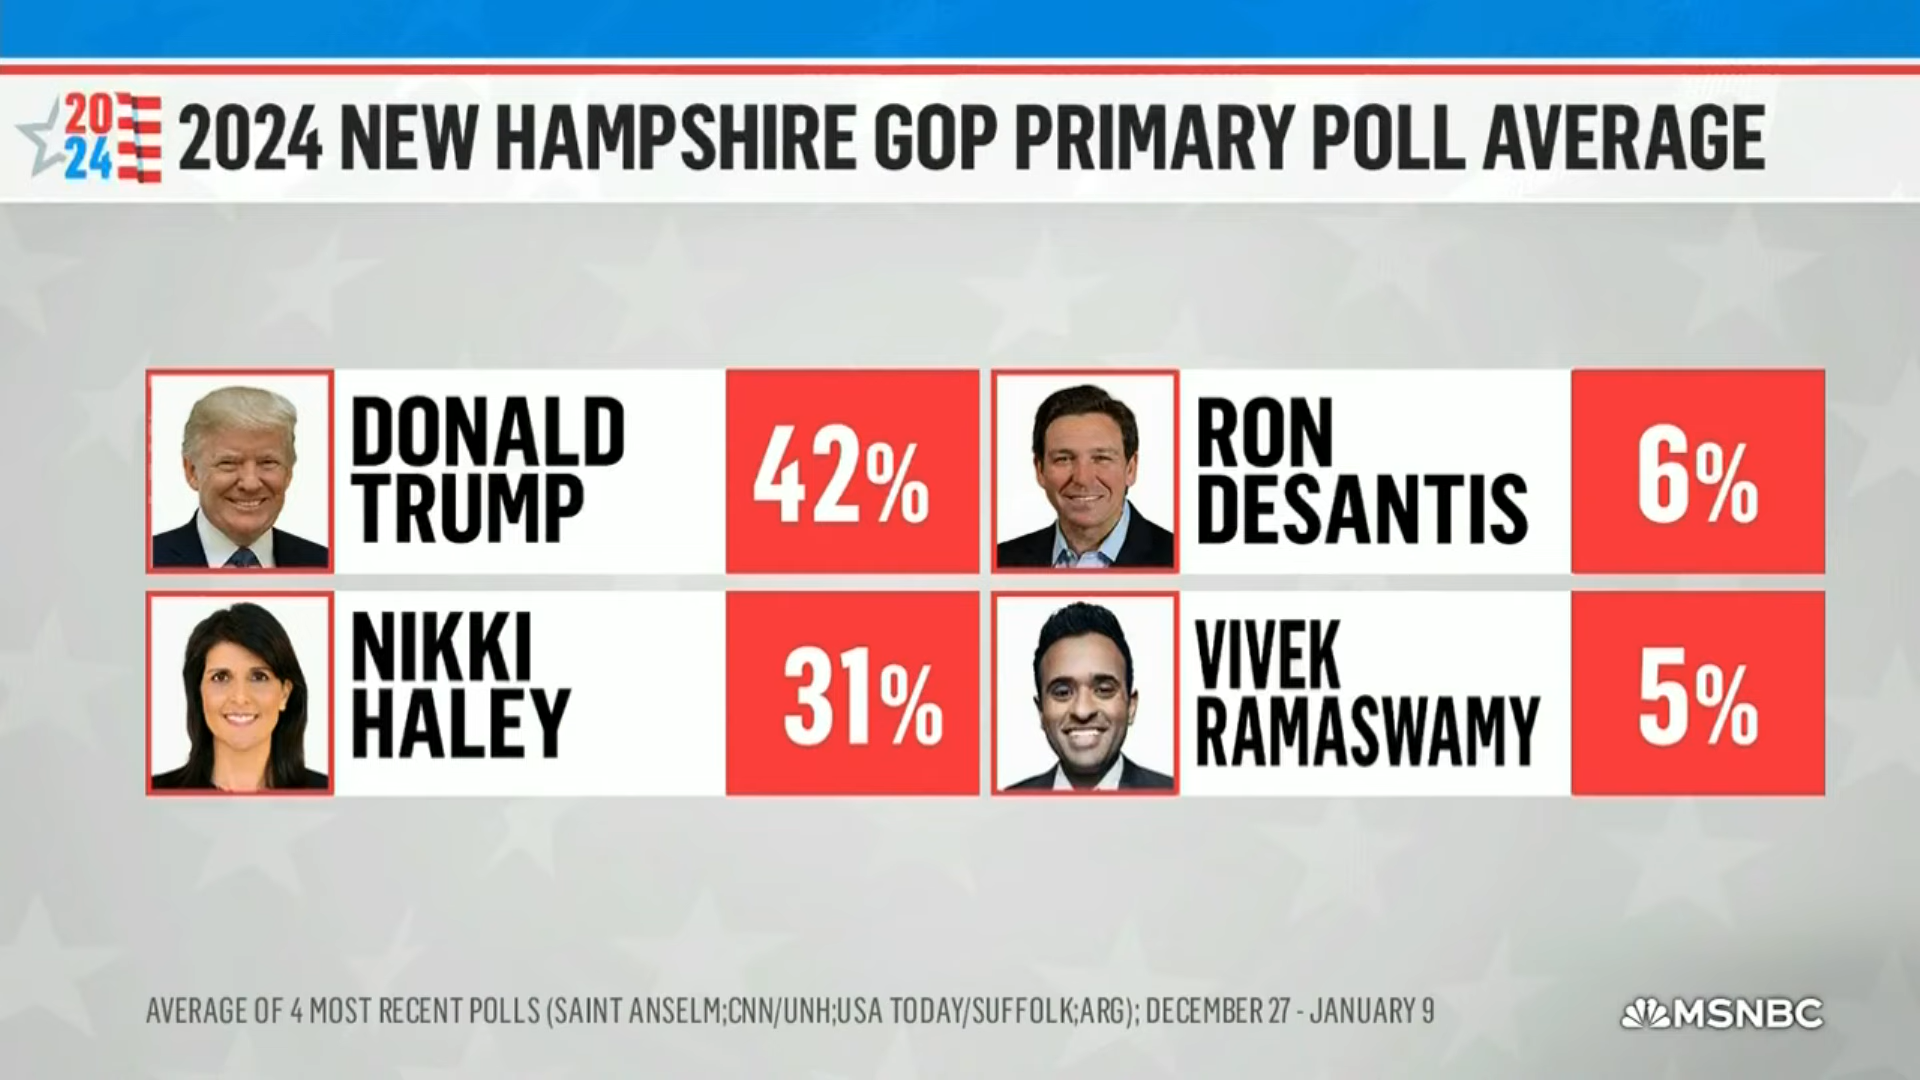 20
24
2024 NEW HAMPSHIRE GOP PRIMARY POLL AVERAGE
DONALD
TRUMP
42%
RON
DESANTIS
6%
NIKKI
HALEY
31%
VIVEK
RAMASWAMY
5%
AVERAGE OF 4 MOST RECENT POLLS (SAINT ANSELM;CNN/UNH;USA TODAY/SUFFOLK;ARG); DECEMBER 27 - JANUARY 9
MSNBC